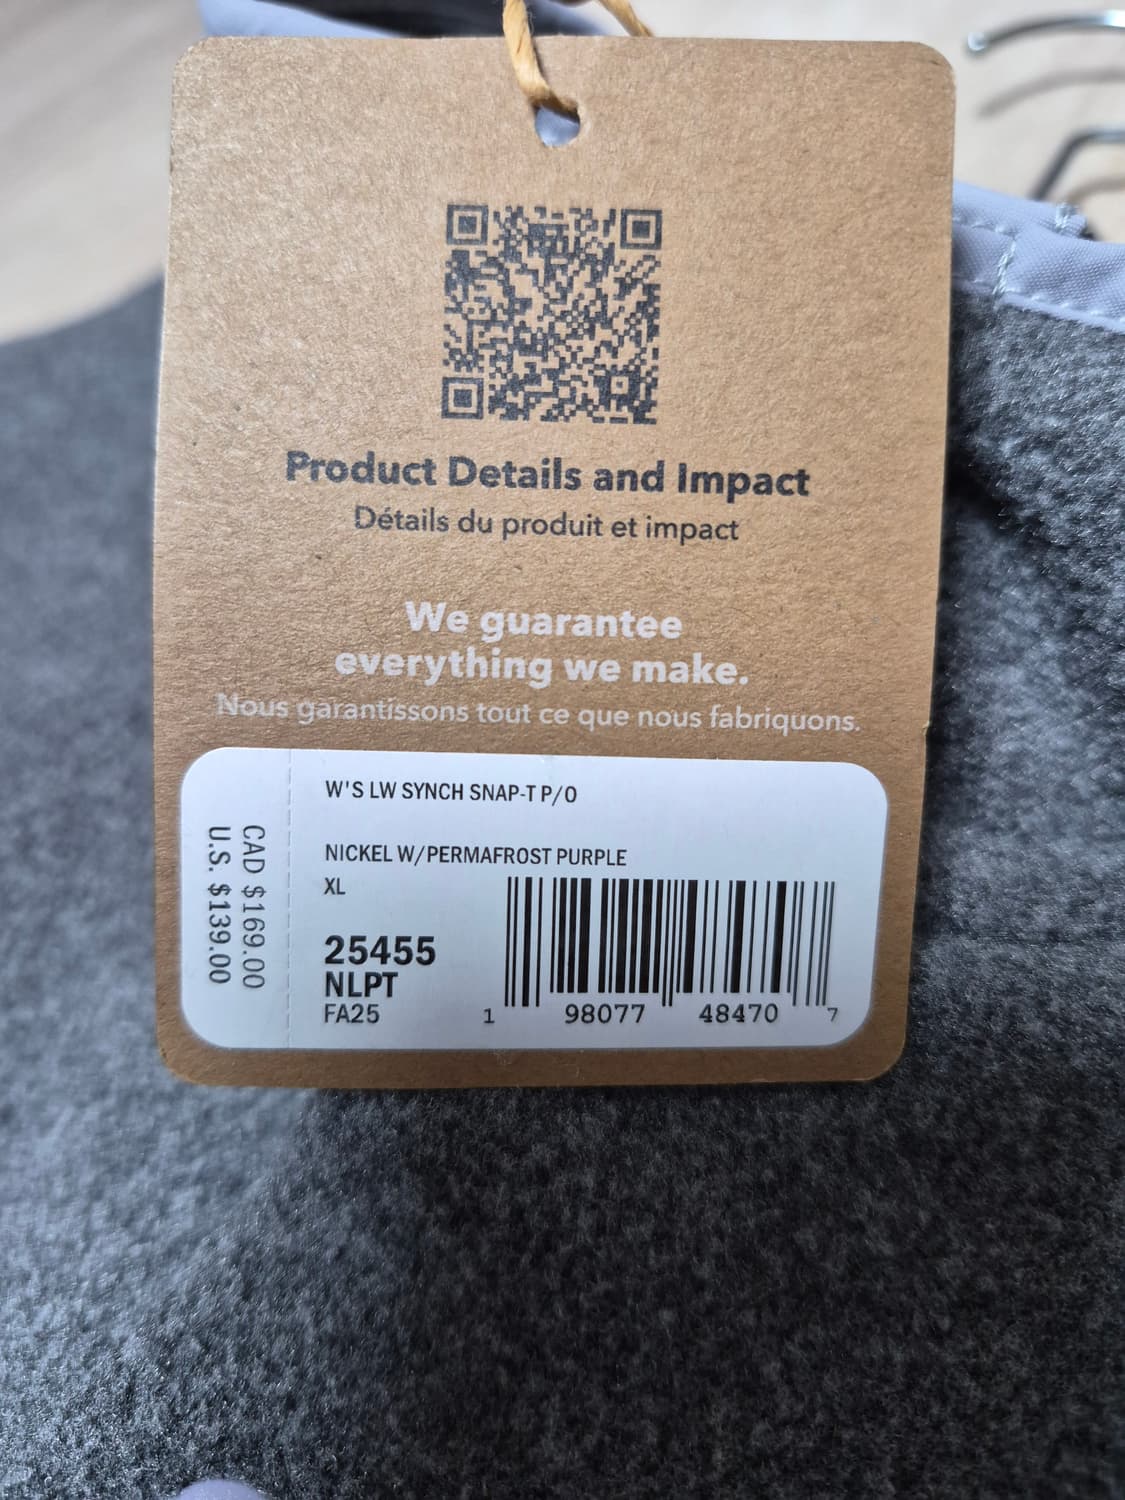 Product Details and Impact
Détails du produit et impact
We guarantee
everything we make.
Nous garantissons tout ce que nous fabriquons.
W'S LW SYNCH SNAP-T P/O
NICKEL W/PERMAFROST PURPLE
XL
25455
NLPT
FA25
1 98077 48470 7
CAD $169.00
U.S. $139.00